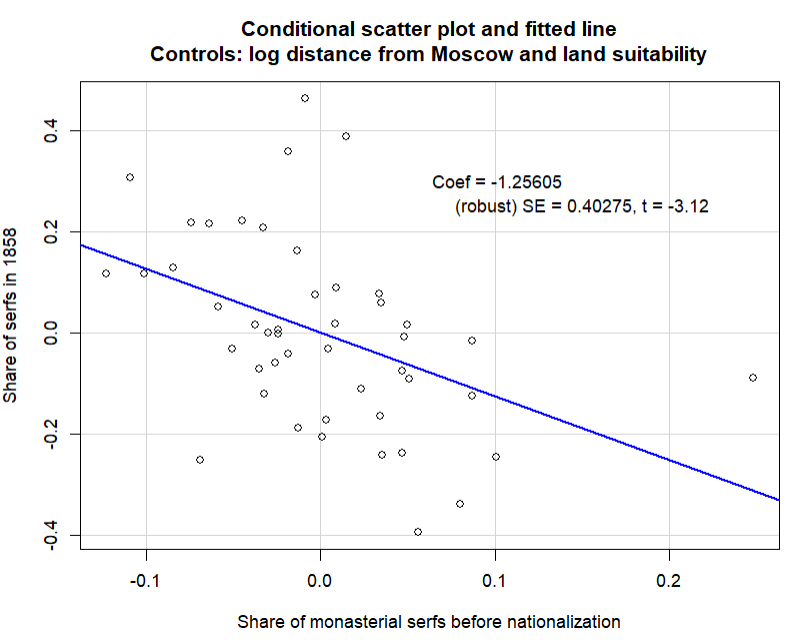 Conditional scatter plot and fitted line
Controls: log distance from Moscow and land suitability
Coef = -1.25605
(robust) SE = 0.40275, t = -3.12
Share of serfs in 1858
0.4
0.2
0.0
-0.2
-0.4
-0.1
0.0
0.1
0.2
Share of monasterial serfs before nationalization